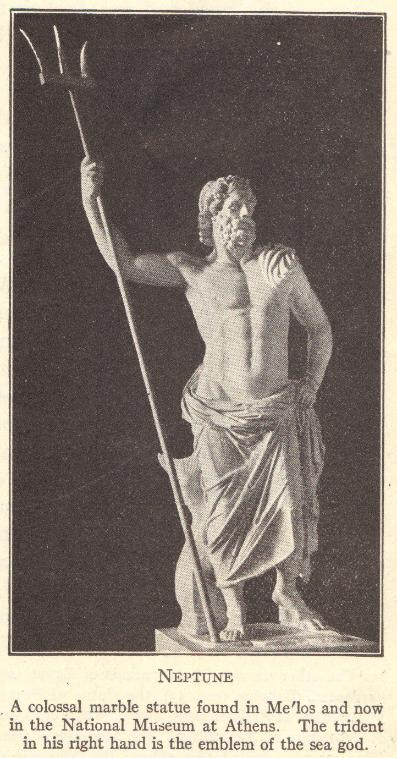 NEPTUNE
A colossal marble statue found in Me′los and now
in the National Museum at Athens. The trident
in his right hand is the emblem of the sea god.